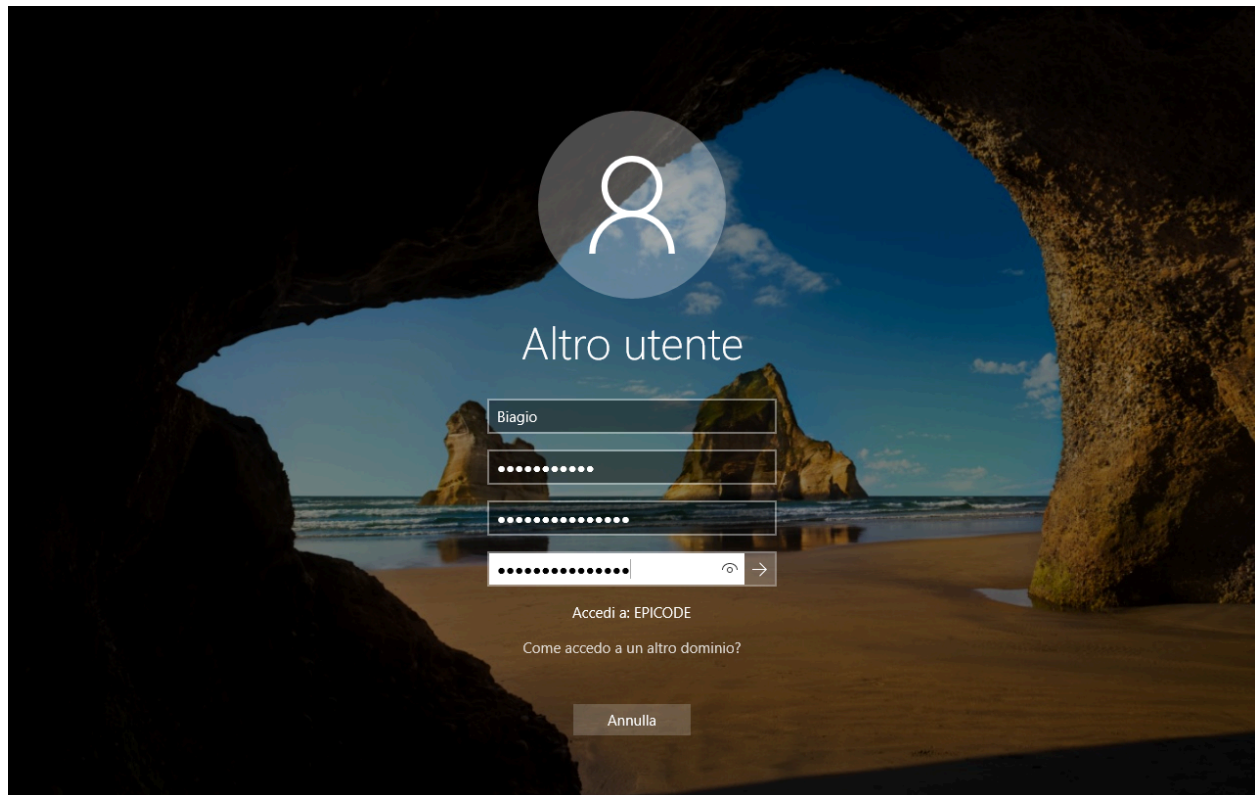 Altro utente
Biagio
•••••••••••
•••••••••••••••
•••••••••••••••
Accedi a: EPICODE
Come accedo a un altro dominio?
Annulla